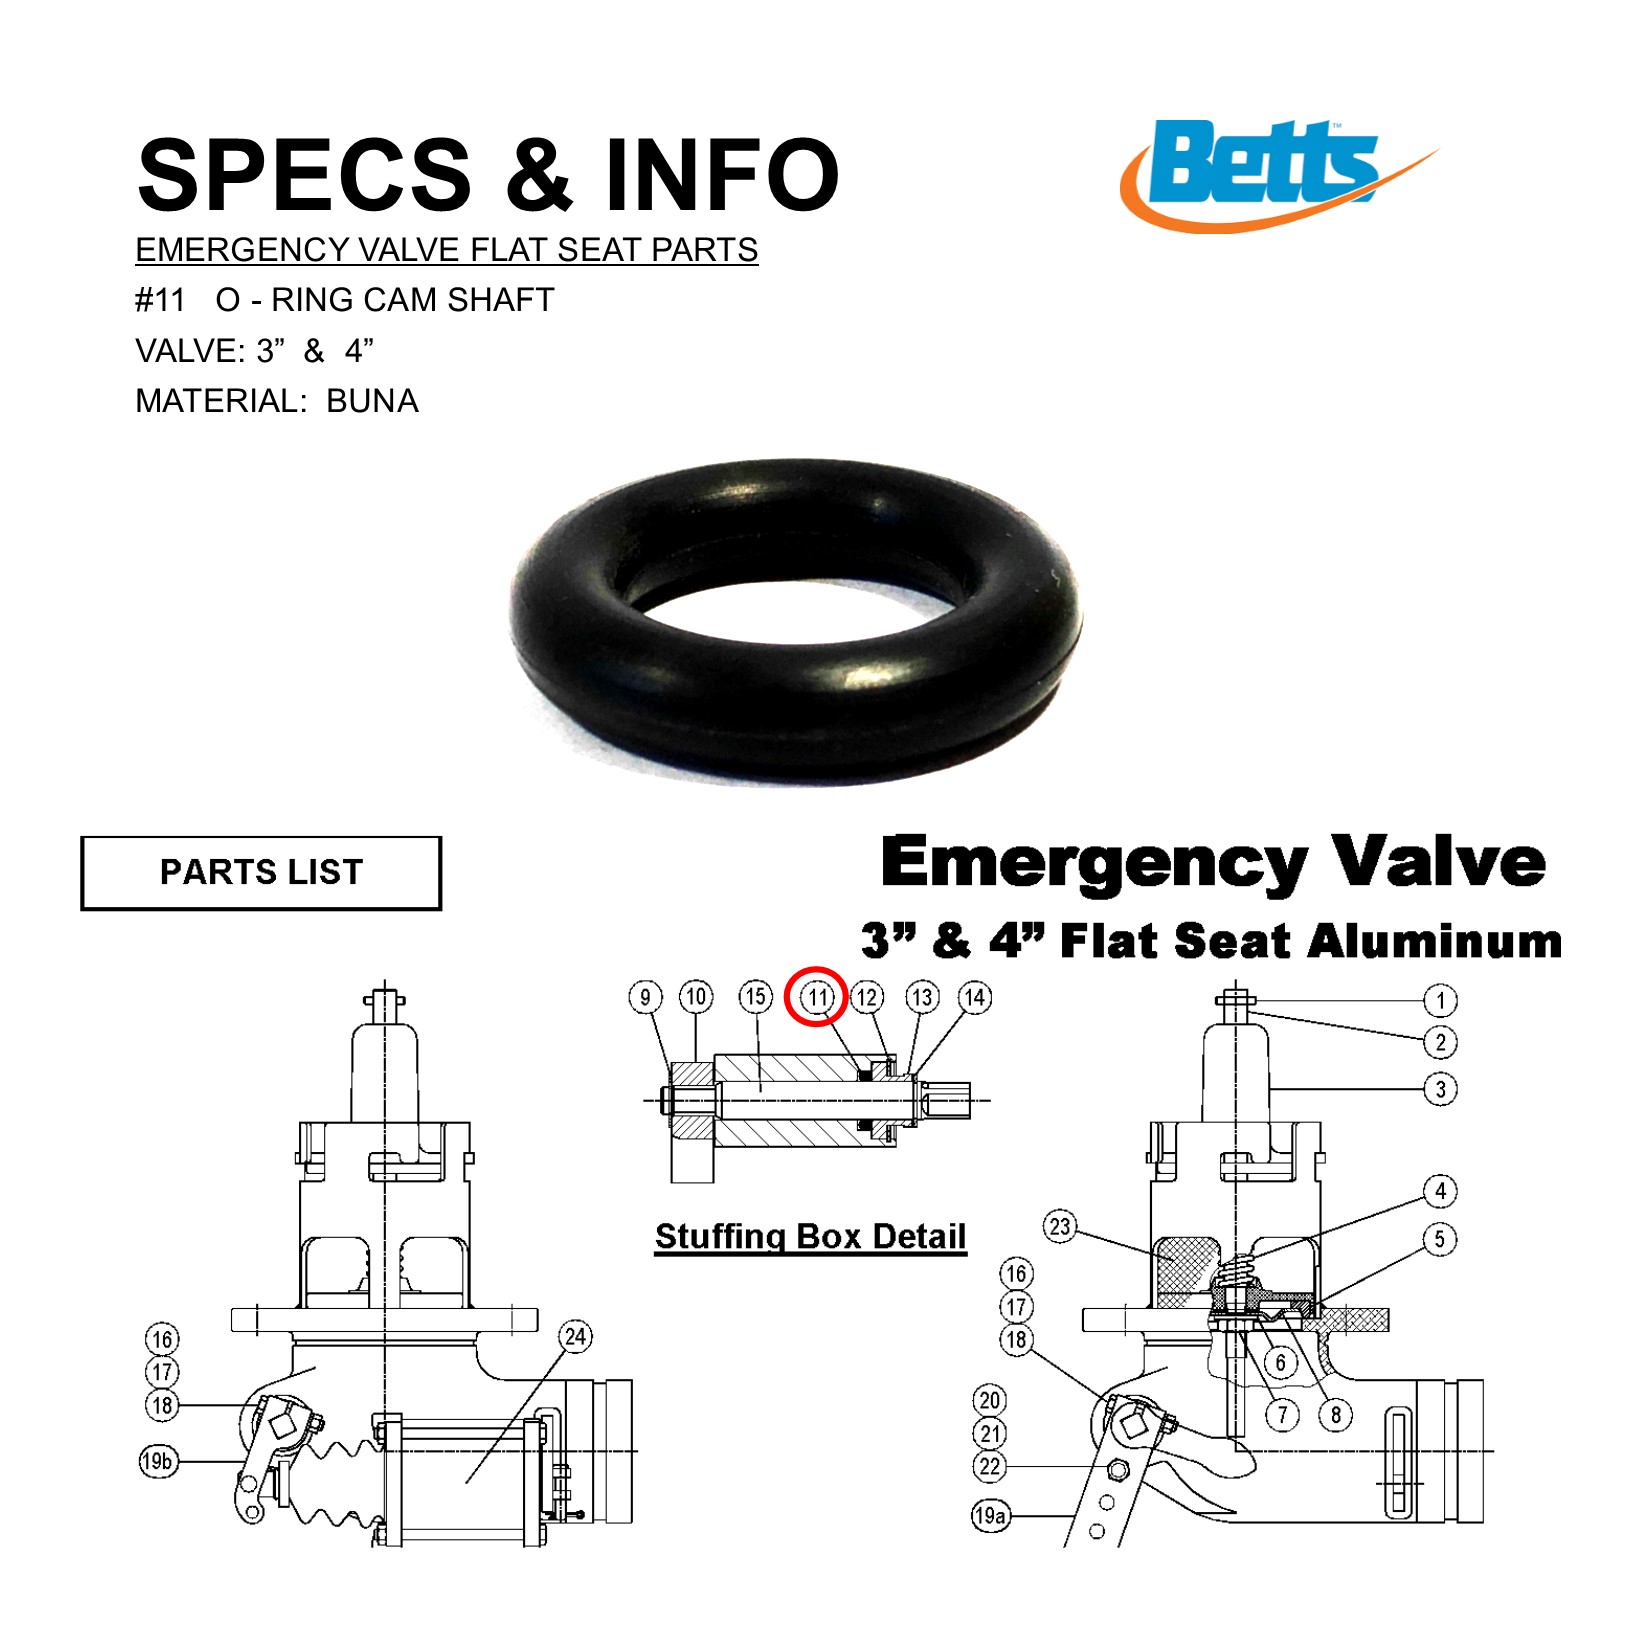 SPECS & INFO
Betts™
EMERGENCY VALVE FLAT SEAT PARTS
#11 O - RING CAM SHAFT
VALVE: 3” & 4”
MATERIAL: BUNA
PARTS LIST
Emergency Valve
3” & 4” Flat Seat Aluminum
9 10 15 11 12 13 14
1
2
3
Stuffing Box Detail
4
23
5
16
17
18
24
16
17
18
6
19b
20
21
22
7
8
19a